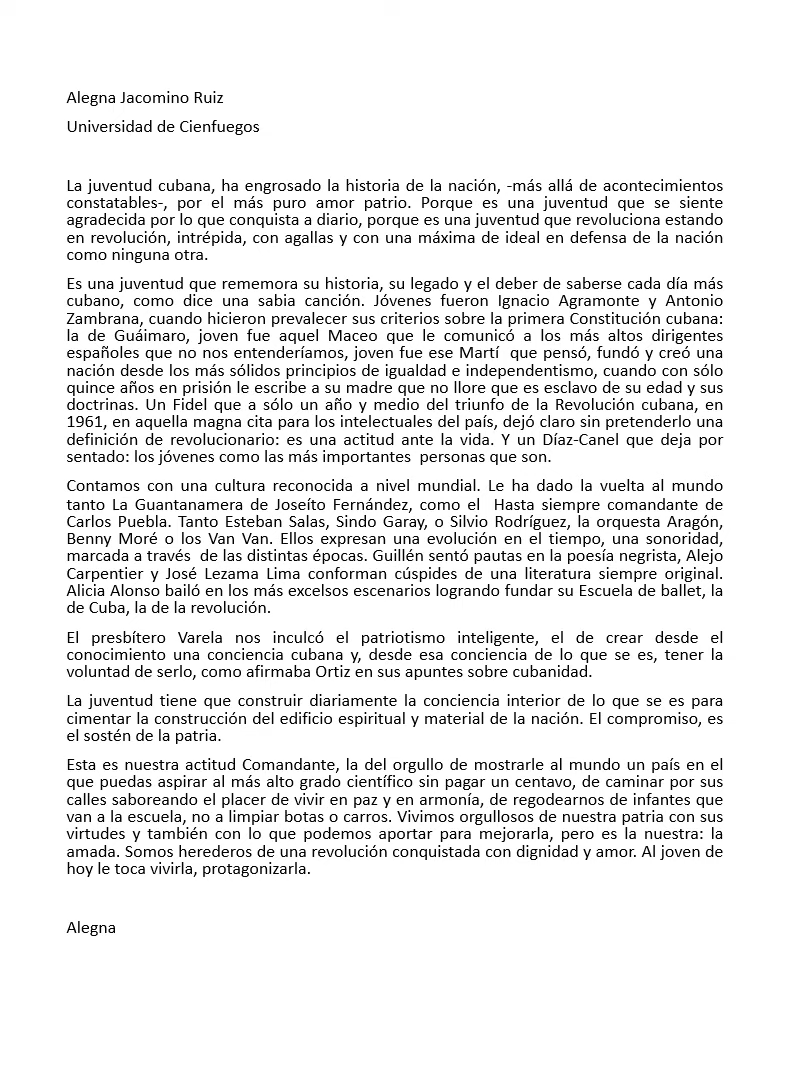 Alegna Jacomino Ruiz
Universidad de Cienfuegos
La juventud cubana, ha engrosado la historia de la nación, -más allá de acontecimientos
constatables-, por el más puro amor patrio. Porque es una juventud que se siente
agradecida por lo que conquista a diario, porque es una juventud que revoluciona estando
en revolución, intrépida, con agallas y con una máxima de ideal en defensa de la nación
como ninguna otra.
Es una juventud que rememora su historia, su legado y el deber de saberse cada día más
cubano, como dice una sabia canción. Jóvenes fueron Ignacio Agramonte y Antonio
Zambrana, cuando hicieron prevalecer sus criterios sobre la primera Constitución cubana:
la de Guáimaro, joven fue aquel Maceo que le comunicó a los más altos dirigentes
españoles que no nos entenderíamos, joven fue ese Martí  que pensó, fundó y creó una
nación desde los más sólidos principios de igualdad e independentismo, cuando con sólo
quince años en prisión le escribe a su madre que no llore que es esclavo de su edad y sus
doctrinas. Un Fidel que a sólo un año y medio del triunfo de la Revolución cubana, en
1961, en aquella magna cita para los intelectuales del país, dejó claro sin pretenderlo una
definición de revolucionario: es una actitud ante la vida. Y un Díaz-Canel que deja por
sentado: los jóvenes como las más importantes  personas que son.
Contamos con una cultura reconocida a nivel mundial. Le ha dado la vuelta al mundo
tanto La Guantanamera de Joseíto Fernández, como el  Hasta siempre comandante de
Carlos Puebla. Tanto Esteban Salas, Sindo Garay, o Silvio Rodríguez, la orquesta Aragón,
Benny Moré o los Van Van. Ellos expresan una evolución en el tiempo, una sonoridad,
marcada a través  de las distintas épocas. Guillén sentó pautas en la poesía negrista, Alejo
Carpentier y José Lezama Lima conforman cúspides de una literatura siempre original.
Alicia Alonso bailó en los más excelsos escenarios logrando fundar su Escuela de ballet, la
de Cuba, la de la revolución.
El presbítero Varela nos inculcó el patriotismo inteligente, el de crear desde el
conocimiento una conciencia cubana y, desde esa conciencia de lo que se es, tener la
voluntad de serlo, como afirmaba Ortiz en sus apuntes sobre cubanidad.
La juventud tiene que construir diariamente la conciencia interior de lo que se es para
cimentar la construcción del edificio espiritual y material de la nación. El compromiso, es
el sostén de la patria.
Esta es nuestra actitud Comandante, la del orgullo de mostrarle al mundo un país en el
que puedas aspirar al más alto grado científico sin pagar un centavo, de caminar por sus
calles saboreando el placer de vivir en paz y en armonía, de regodearnos de infantes que
van a la escuela, no a limpiar botas o carros. Vivimos orgullosos de nuestra patria con sus
virtudes y también con lo que podemos aportar para mejorarla, pero es la nuestra: la
amada. Somos herederos de una revolución conquistada con dignidad y amor. Al joven de
hoy le toca vivirla, protagonizarla.
Alegna